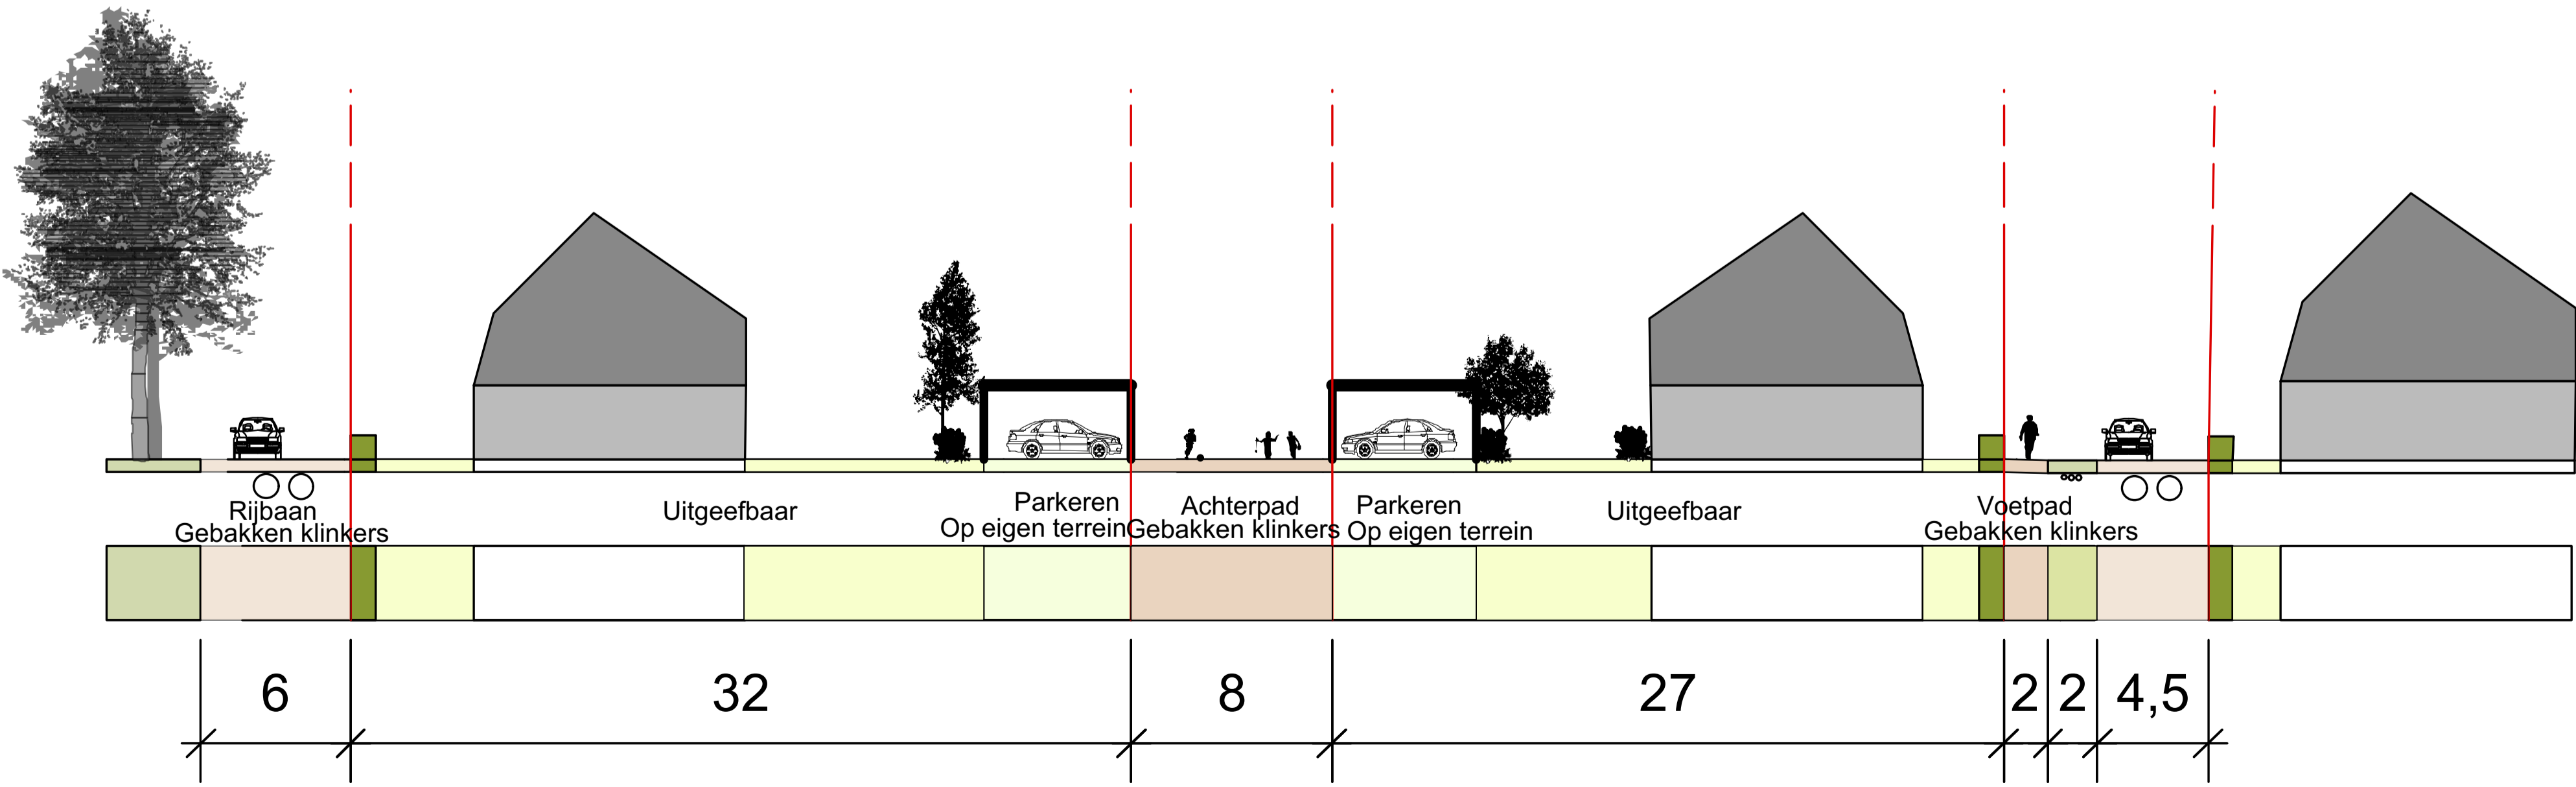 Rijbaan
Gebakken klinkers
Uitgeefbaar
Parkeren
Op eigen terrein
Achterpad
Gebakken klinkers
Parkeren
Op eigen terrein
Uitgeefbaar
Voetpad
Gebakken klinkers
6
32
8
27
2
2
4,5